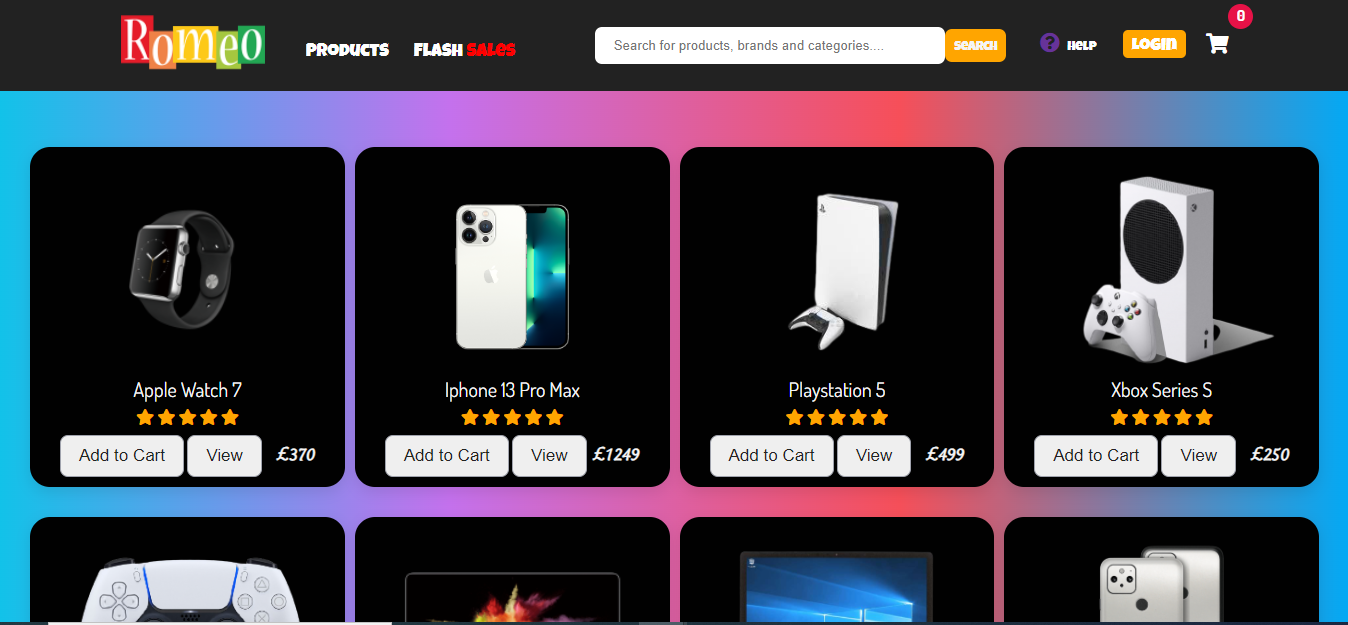 Romeo
PRODUCTS
FLASH SALES
Search for products, brands and categories....
SEARCH
?
HELP
LOGIN
0
Apple Watch 7
Add to Cart
View
£370
Iphone 13 Pro Max
Add to Cart
View
£1249
Playstation 5
Add to Cart
View
£499
Xbox Series S
Add to Cart
View
£250